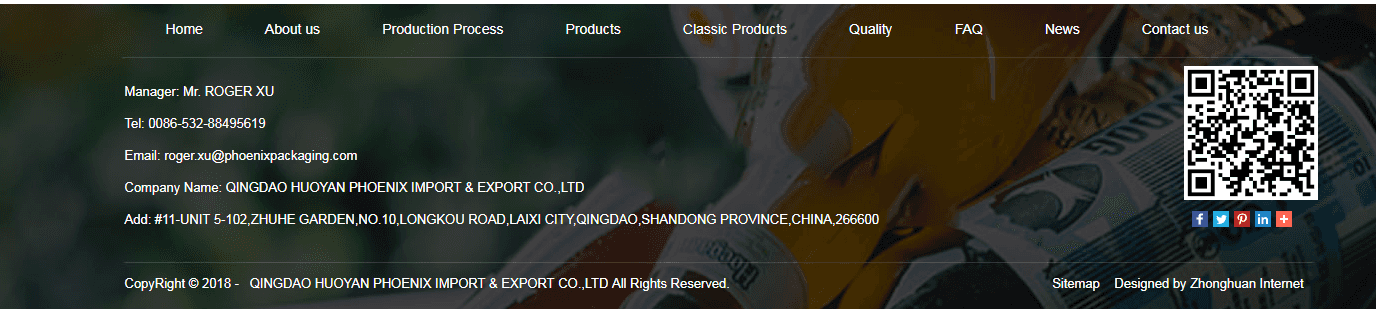 Home About us Production Process Products Classic Products Quality FAQ News Contact us
Manager: Mr. ROGER XU
Tel: 0086-532-88495619
Email: roger.xu@phoenixpackaging.com
Company Name: QINGDAO HUOYAN PHOENIX IMPORT & EXPORT CO.,LTD
Add: #11-UNIT 5-102,ZHUHE GARDEN,NO.10,LONGKOU ROAD,LAIXI CITY,QINGDAO,SHANDONG PROVINCE,CHINA,266600
CopyRight © 2018 - QINGDAO HUOYAN PHOENIX IMPORT & EXPORT CO.,LTD All Rights Reserved.
Sitemap Designed by Zhonghuan Internet